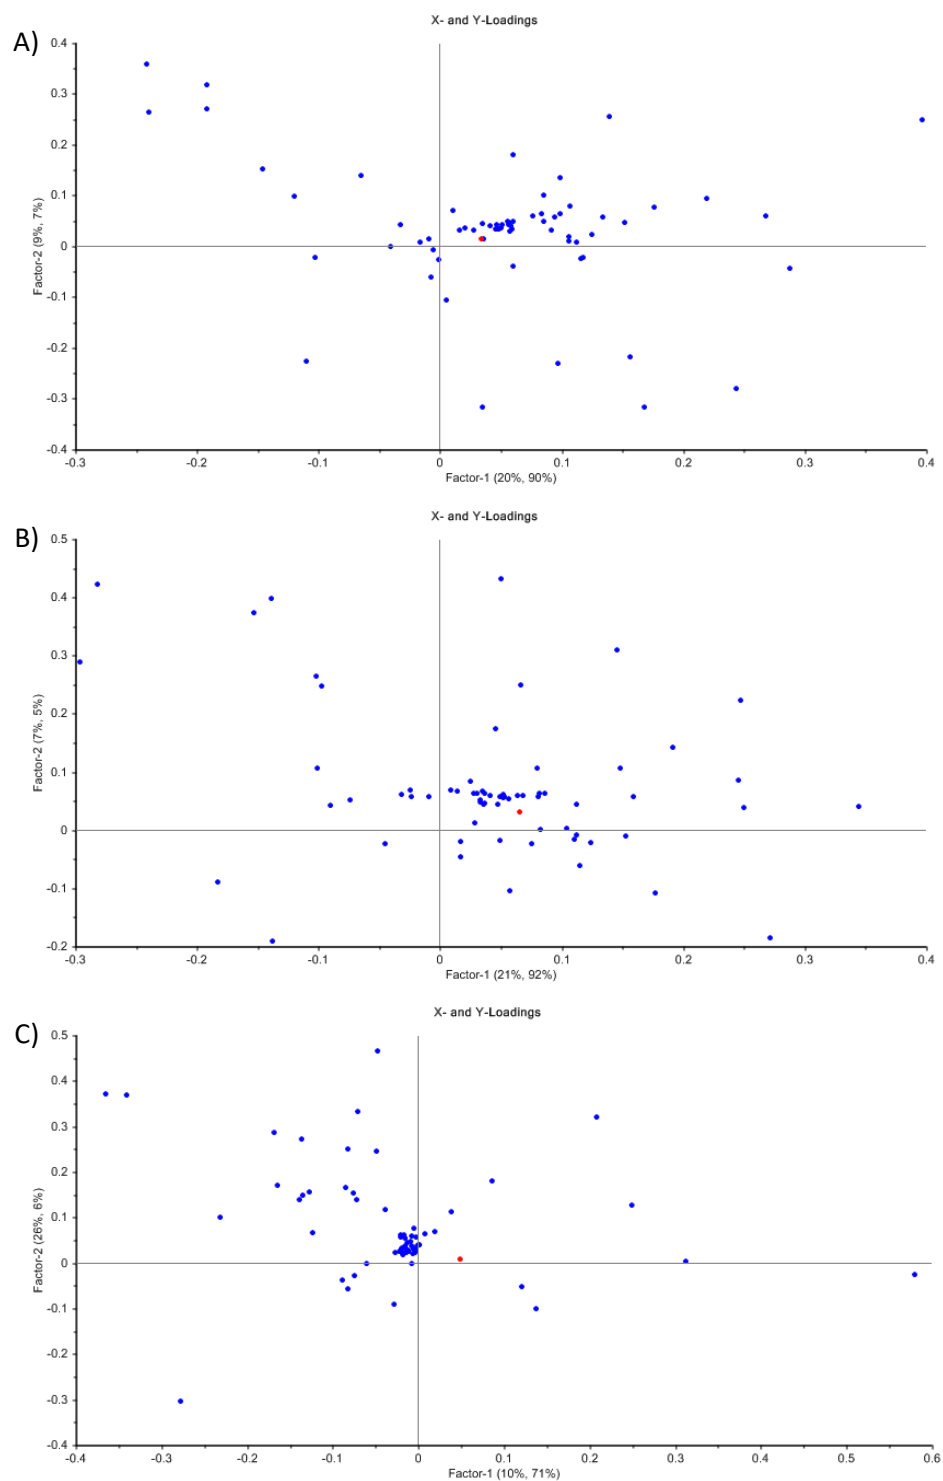 A)
X- and Y-Loadings
0.4
0.3
0.2
0.1
0
-0.1
-0.2
-0.3
-0.4
Factor-2 (9%, 7%)
-0.3 -0.2 -0.1 0 0.1 0.2 0.3 0.4
Factor-1 (20%, 90%)
B)
X- and Y-Loadings
0.5
0.4
0.3
0.2
0.1
0
-0.1
-0.2
Factor-2 (7%, 5%)
-0.3 -0.2 -0.1 0 0.1 0.2 0.3 0.4
Factor-1 (21%, 92%)
C)
X- and Y-Loadings
0.5
0.4
0.3
0.2
0.1
0
-0.1
-0.2
-0.3
-0.4
Factor-2 (26%, 6%)
-0.4 -0.3 -0.2 -0.1 0 0.1 0.2 0.3 0.4 0.5 0.6
Factor-1 (10%, 71%)